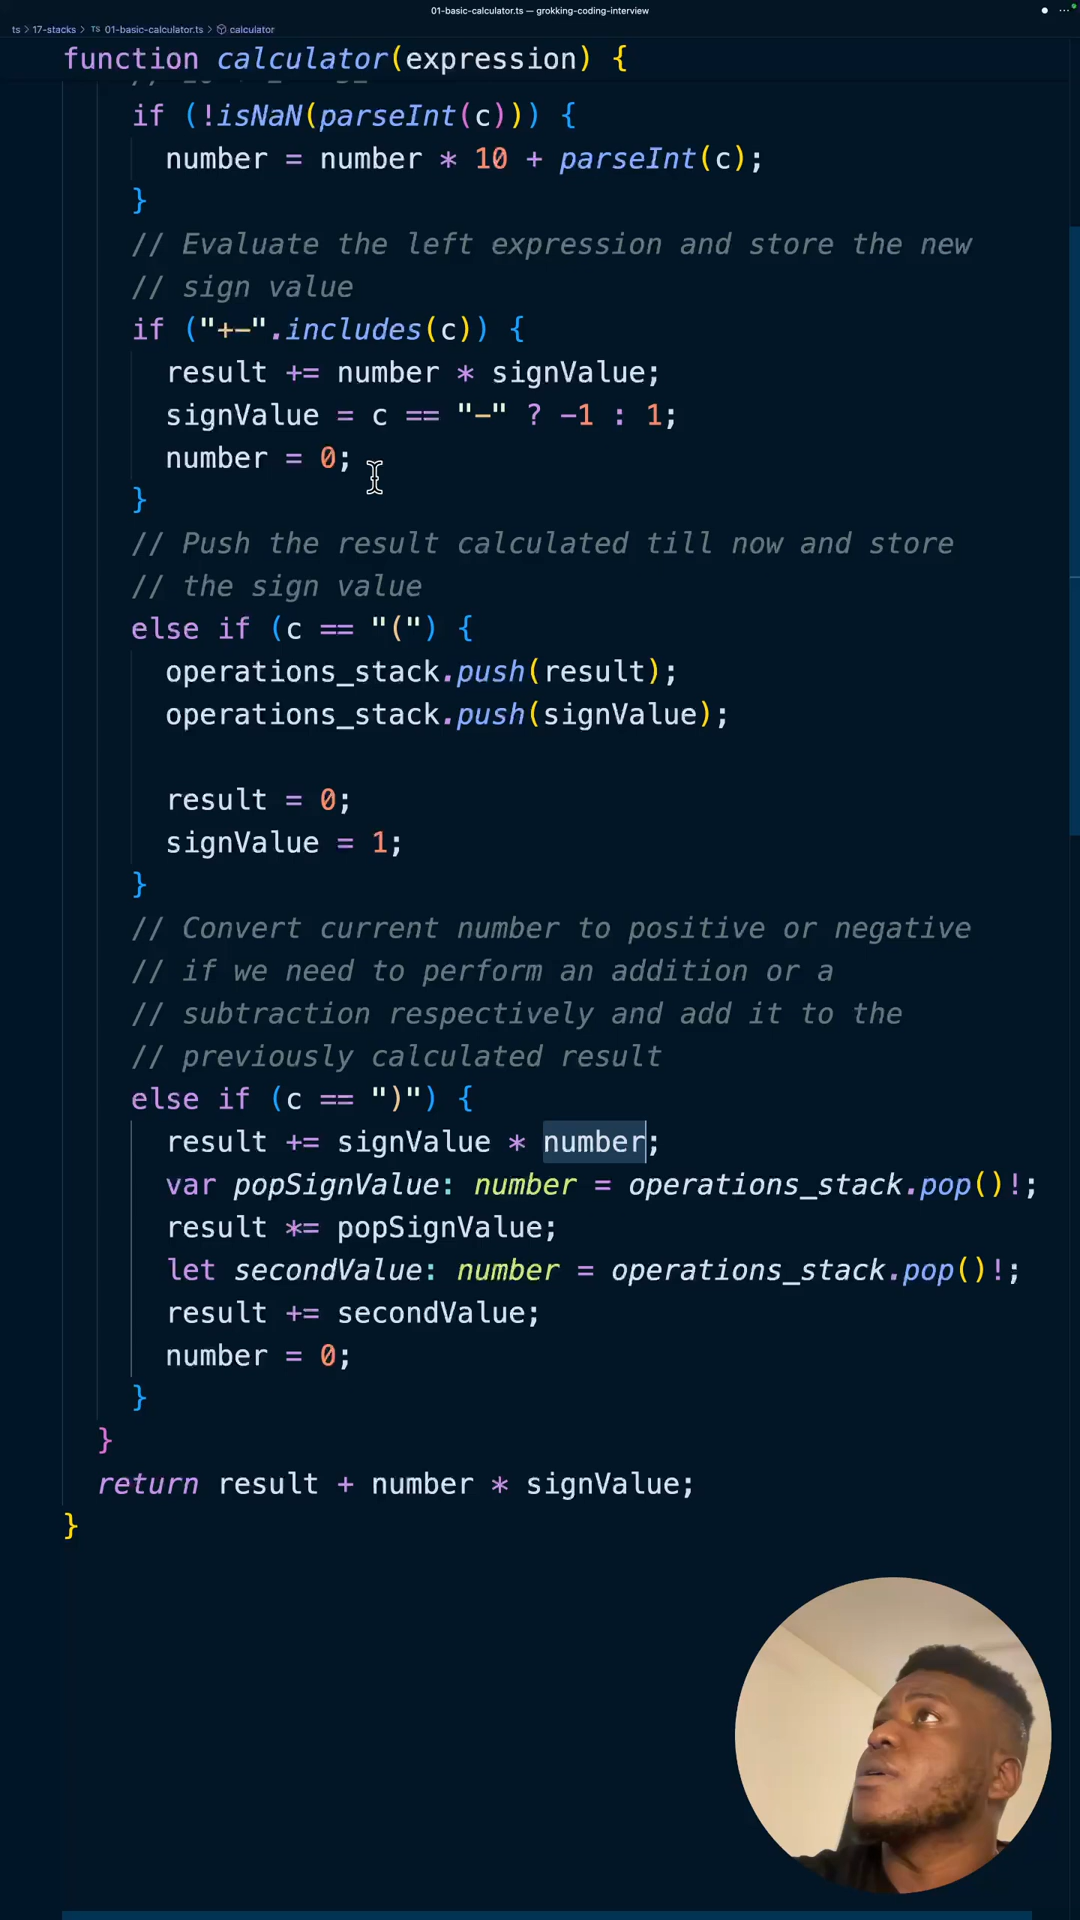 01-basic-calculator.ts — grokking-coding-interview
ts > 17-stacks > TS 01-basic-calculator.ts > calculator
function calculator(expression) {
if (!isNaN(parseInt(c))) {
number = number * 10 + parseInt(c);
}
// Evaluate the left expression and store the new
// sign value
if ("+-".includes(c)) {
result += number * signValue;
signValue = c == "-" ? -1 : 1;
number = 0;
}
// Push the result calculated till now and store
// the sign value
else if (c == "(") {
operations_stack.push(result);
operations_stack.push(signValue);
result = 0;
signValue = 1;
}
// Convert current number to positive or negative
// if we need to perform an addition or a
// subtraction respectively and add it to the
// previously calculated result
else if (c == ")") {
result += signValue * number;
var popSignValue: number = operations_stack.pop()!;
result *= popSignValue;
let secondValue: number = operations_stack.pop()!;
result += secondValue;
number = 0;
}
}
return result + number * signValue;
}